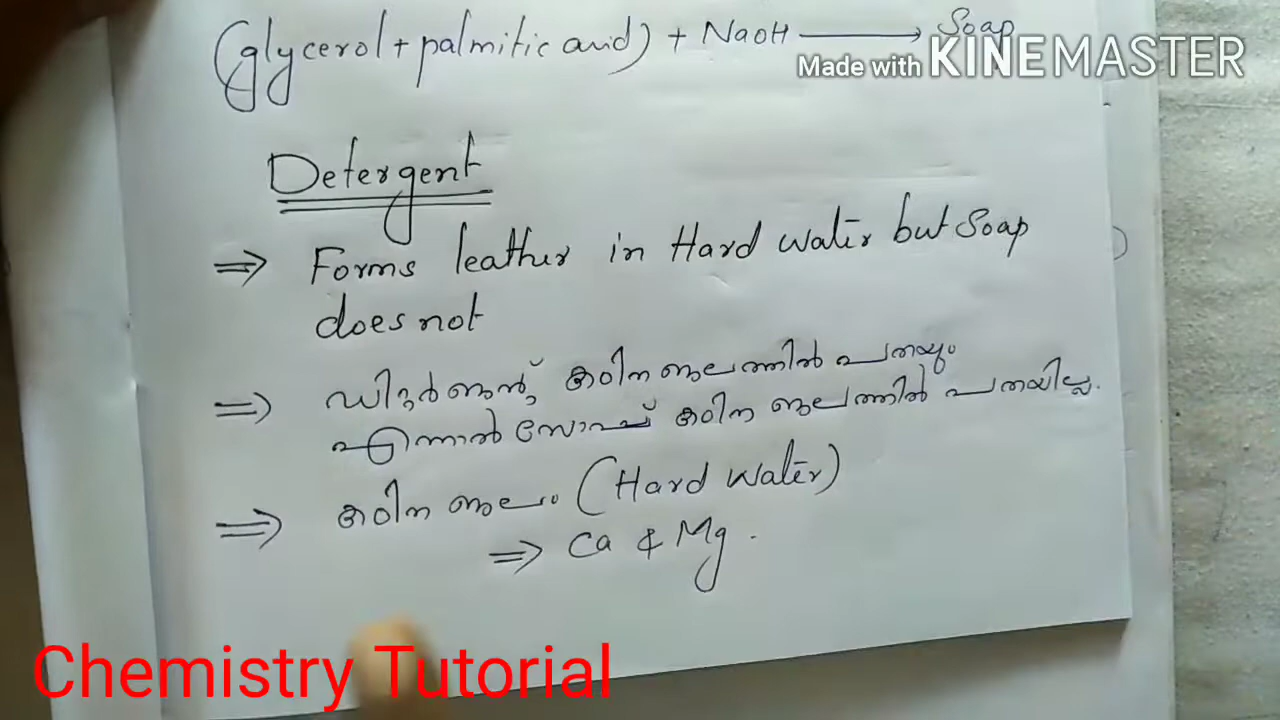 (glycerol + palmitic acid) + NaOH ⟶ Soap
Made with KINEMASTER
Detergent
⇒ Forms leather in Hard water but Soap
does not
⇒ ഡിറ്റർജന്റ് കഠിന ജലത്തിൽ പതയും
എന്നാൽ സോപ്പ് കഠിന ജലത്തിൽ പതയില്ല.
⇒ കഠിന ജലം (Hard water)
⇒ Ca & Mg.
Chemistry Tutorial